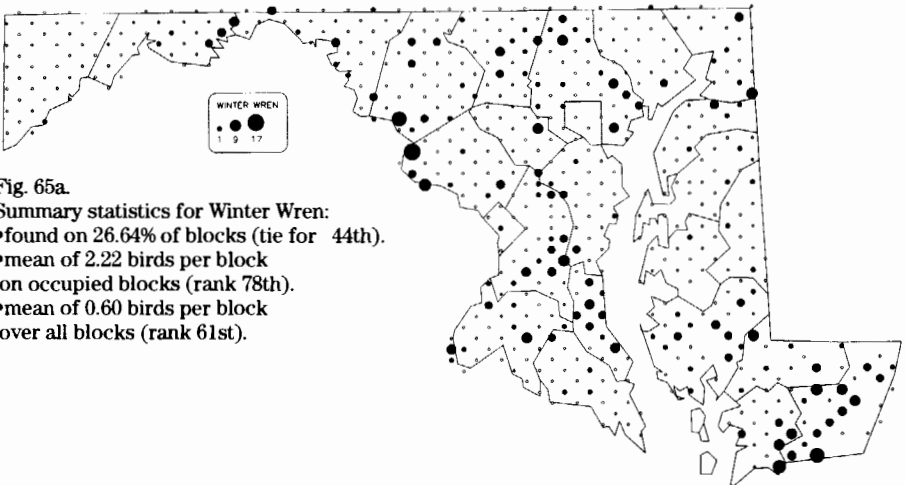 WINTER WREN
1 9 17
Fig. 65a.
Summary statistics for Winter Wren:
•found on 26.64% of blocks (tie for 44th).
•mean of 2.22 birds per block
on occupied blocks (rank 78th).
•mean of 0.60 birds per block
over all blocks (rank 61st).